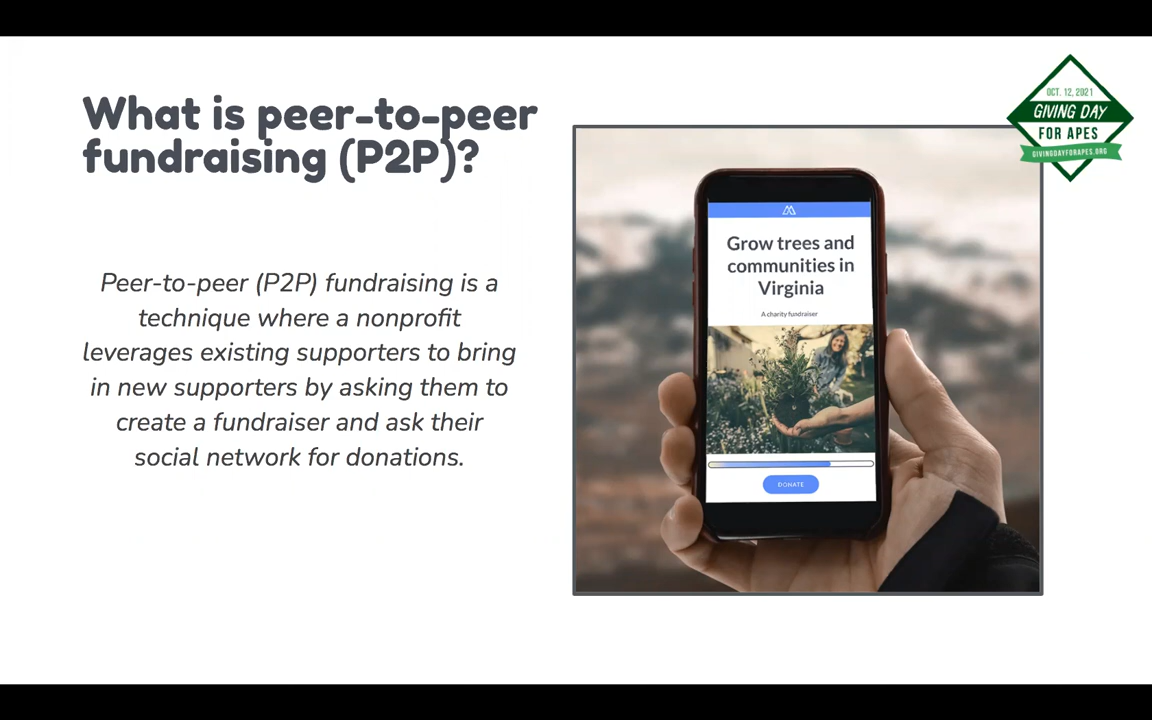 What is peer-to-peer
fundraising (P2P)?
Peer-to-peer (P2P) fundraising is a
technique where a nonprofit
leverages existing supporters to bring
in new supporters by asking them to
create a fundraiser and ask their
social network for donations.
OCT. 12, 2021
GIVING DAY
FOR APES
GIVINGDAYFORAPES.ORG
Grow trees and
communities in
Virginia
A charity fundraiser
DONATE